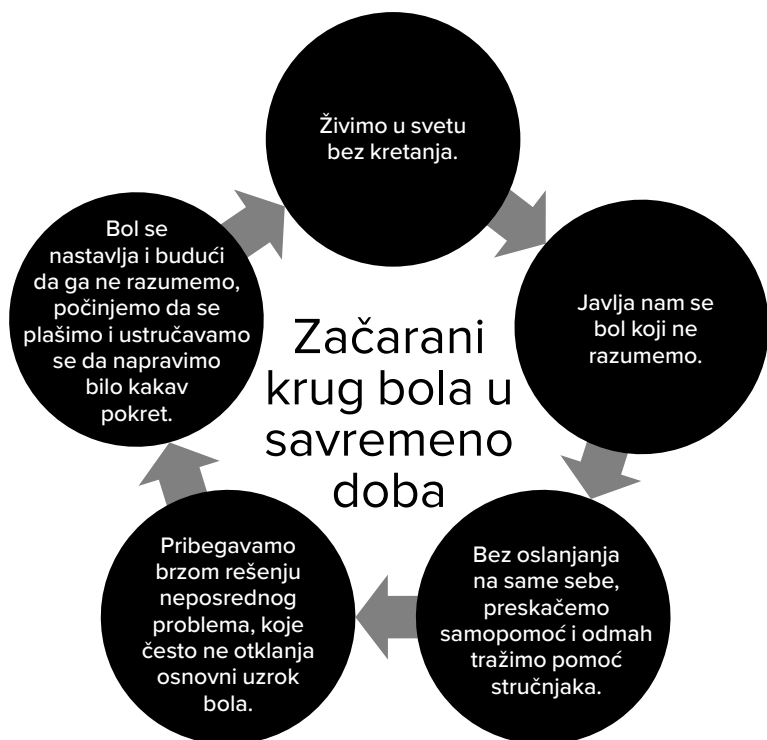 Živimo u svetu
bez kretanja.
Javlja nam se
bol koji ne
razumemo.
Bez oslanjanja
na same sebe,
preskačemo
samopomoć i odmah
tražimo pomoć
stručnjaka.
Pribegavamo
brzom rešenju
neposrednog
problema, koje
često ne otklanja
osnovni uzrok
bola.
Bol se
nastavlja i budući
da ga ne razumemo,
počinjemo da se
plašimo i ustručavamo
se da napravimo
bilo kakav
pokret.
Začarani
krug bola u
savremeno
doba